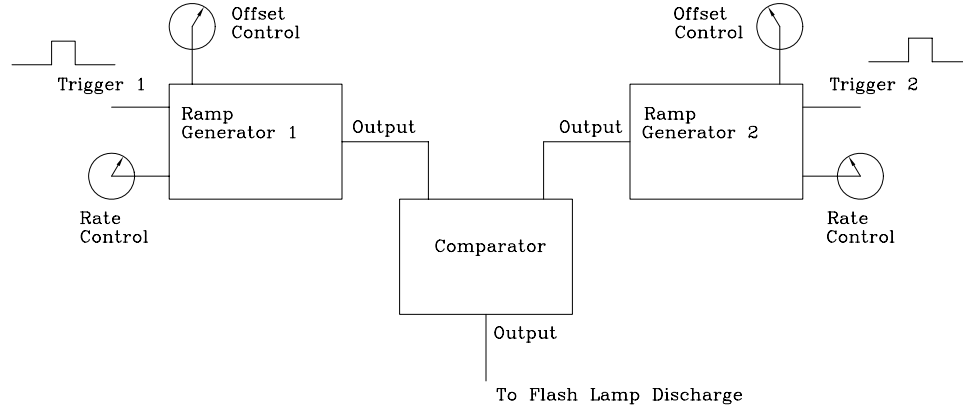 Offset
Control
Offset
Control
Trigger 1
Trigger 2
Ramp
Generator 1
Output
Output
Ramp
Generator 2
Rate
Control
Rate
Control
Comparator
Output
To Flash Lamp Discharge